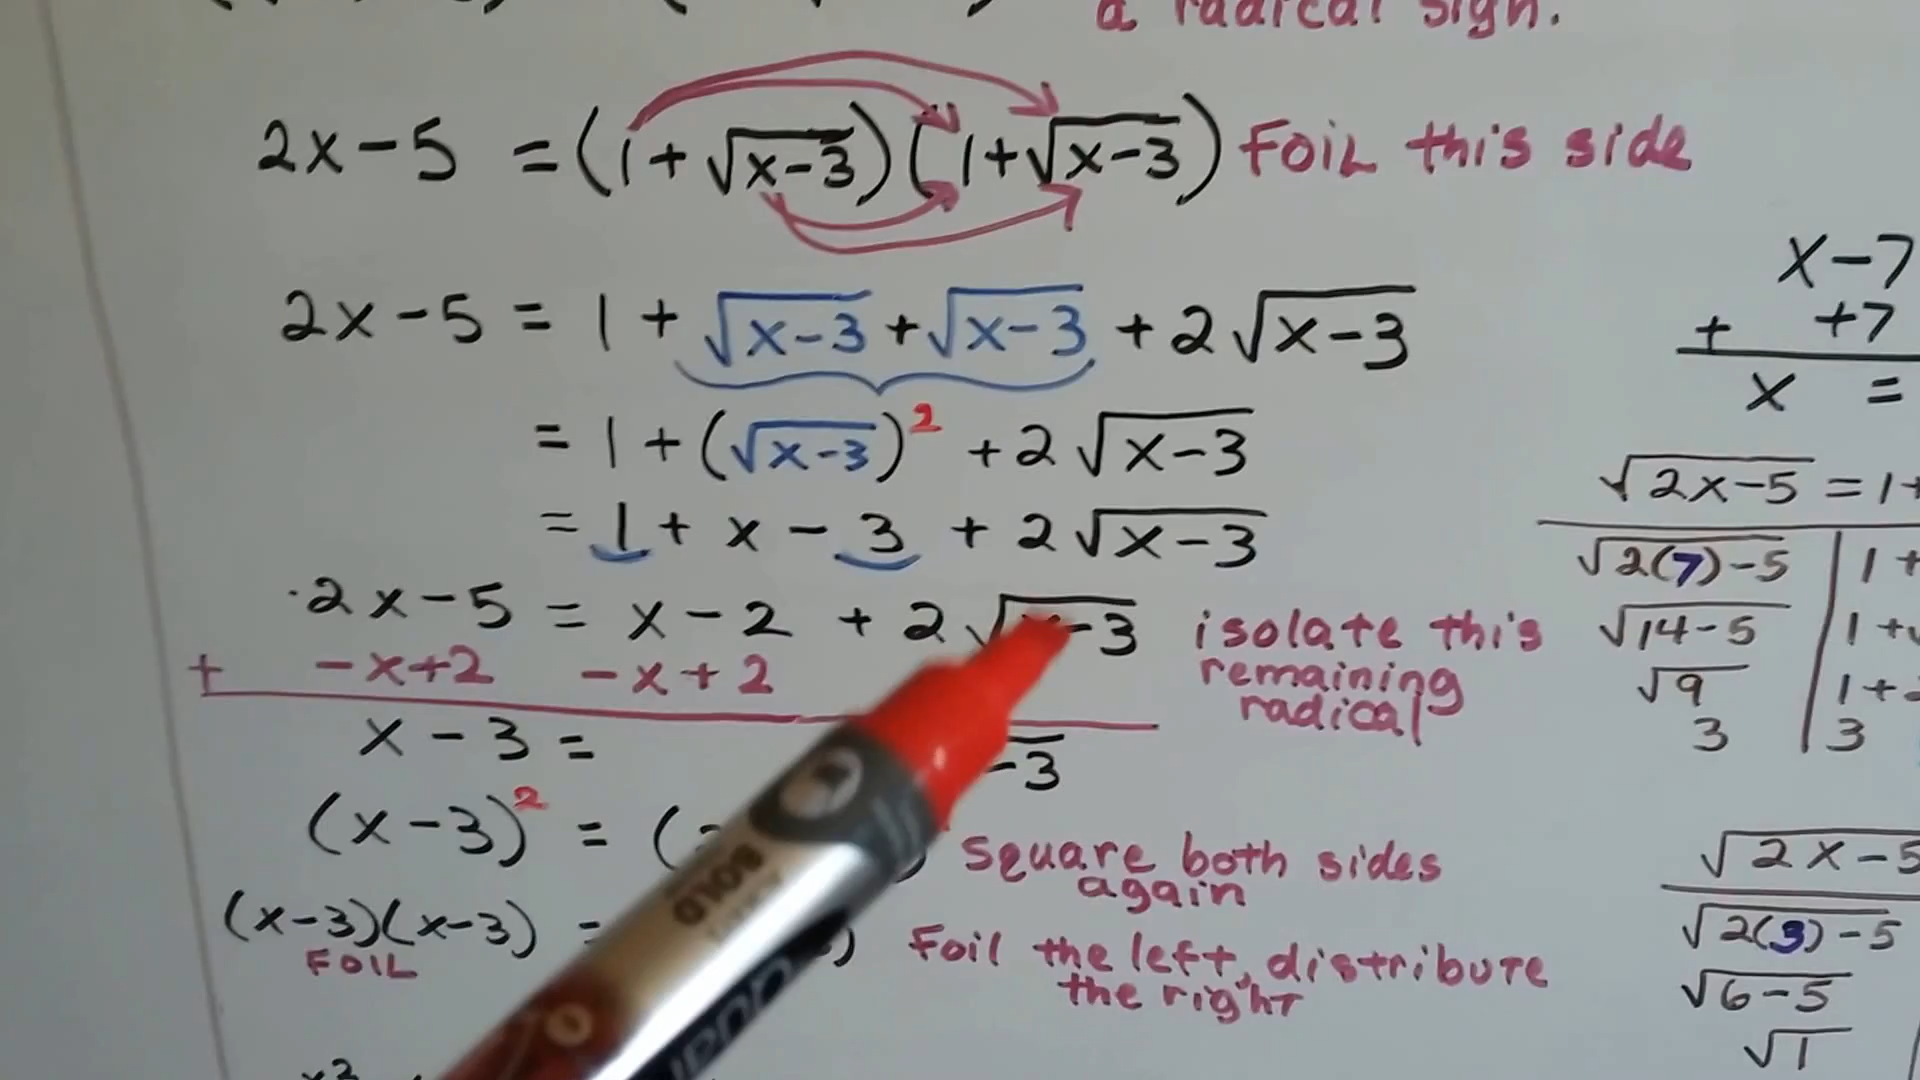 a radical sign.
2x-5 = (1+√x-3)(1+√x-3) FOIL this side
2x-5 = 1+√x-3+√x-3+2√x-3
= 1+(√x-3)²+2√x-3
= 1+x-3+2√x-3
2x-5 = x-2+2√x-3 isolate this
+ -x+2 -x+2 remaining
radical
x-3 = -3
(x-3)² = ( square both sides
again
(x-3)(x-3) = ) Foil the left, distribute
FOIL the right
x²
x-7
+ +7
x =
√2x-5 = 1+
√2(7)-5 1+
√14-5 1+
√9 1+
3 3
√2x-5
√2(3)-5
√6-5
√1
BOLD